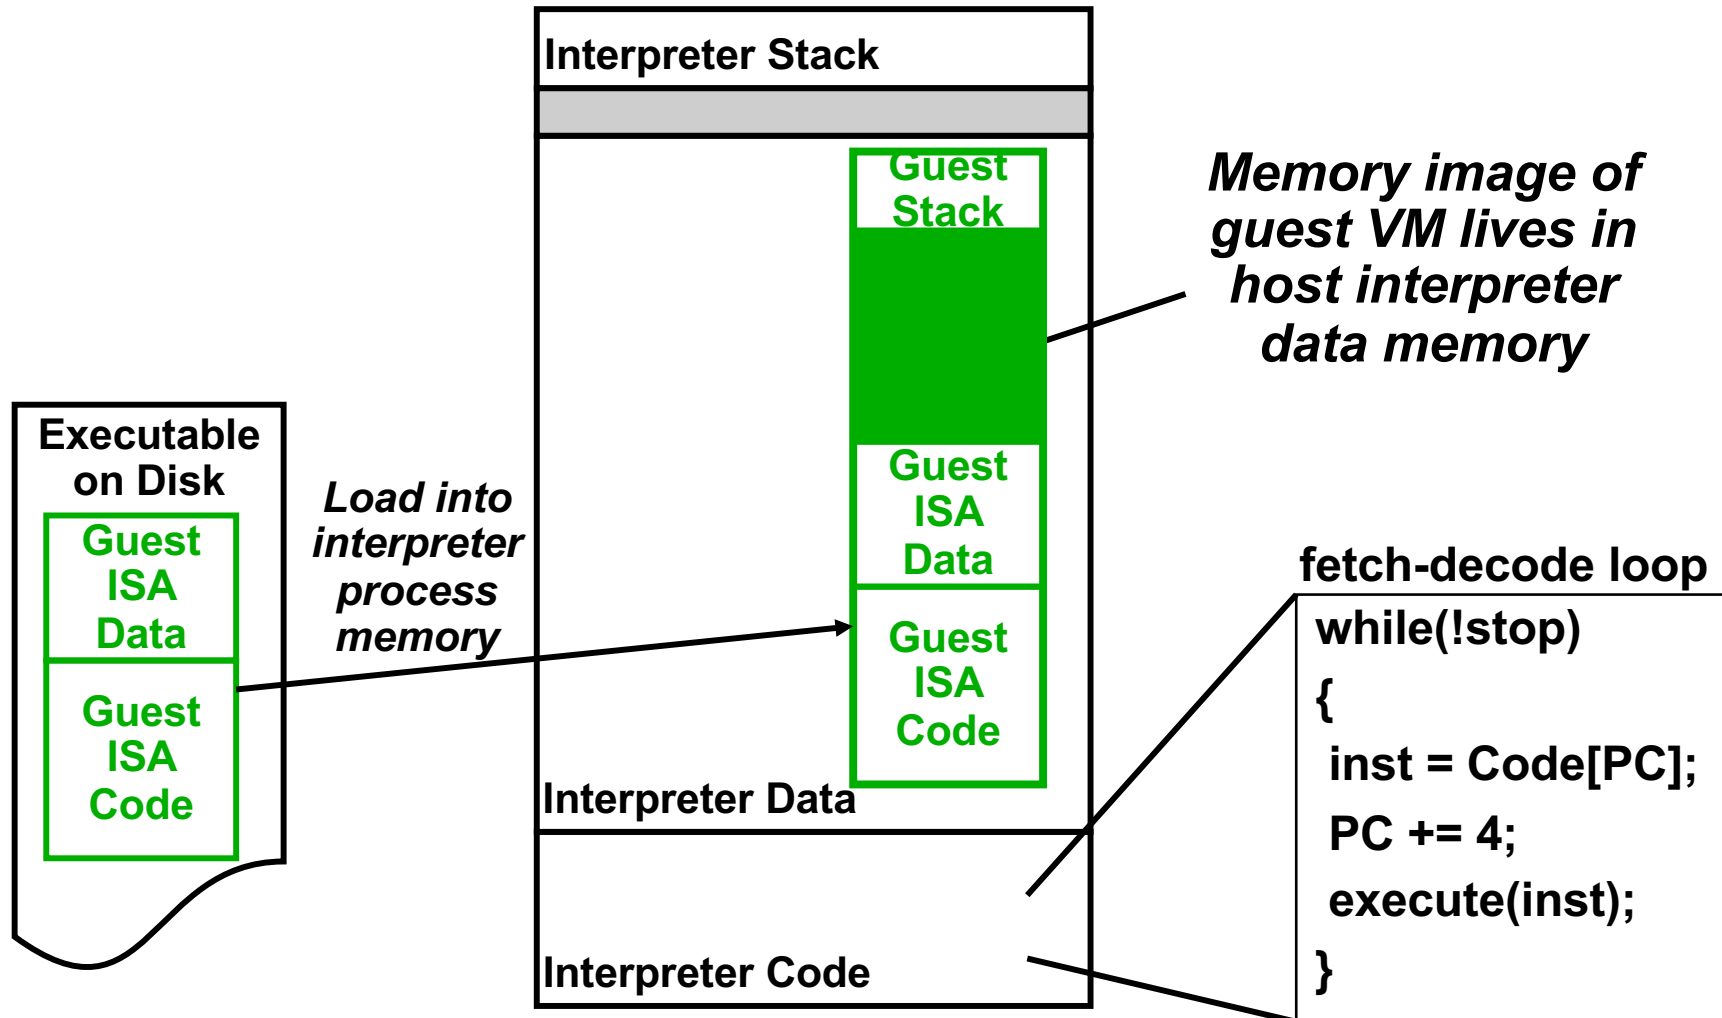 Interpreter Stack
Guest
Stack
Memory image of
guest VM lives in
host interpreter
data memory
Executable
on Disk
Guest
ISA
Data
Guest
ISA
Code
Load into
interpreter
process
memory
Guest
ISA
Data
Guest
ISA
Code
Interpreter Data
Interpreter Code
fetch-decode loop
while(!stop)
{
inst = Code[PC];
PC += 4;
execute(inst);
}